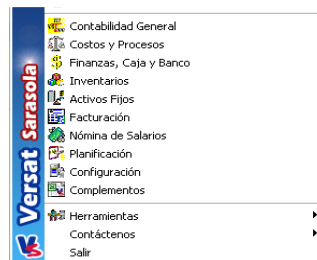 Contabilidad General
Costos y Procesos
Finanzas, Caja y Banco
Inventarios
Activos Fijos
Facturación
Nómina de Salarios
Planificación
Configuración
Complementos
Herramientas
Contáctenos
Salir
Versat Sarasola